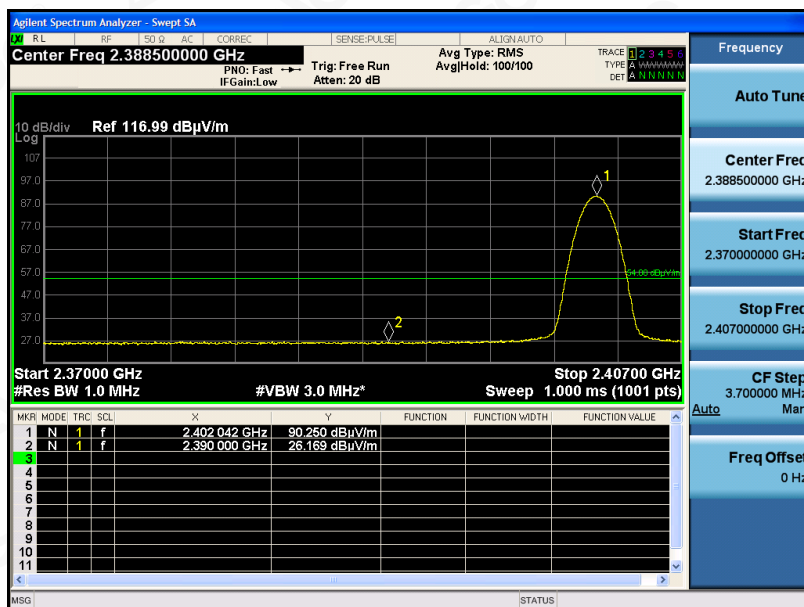 Agilent Spectrum Analyzer - Swept SA
LXI RL RF 50 Ω AC CORREC SENSE:PULSE ALIGN AUTO
Center Freq 2.388500000 GHz
PNO: Fast
IFGain:Low
Trig: Free Run
Atten: 20 dB
Avg Type: RMS
Avg|Hold: 100/100
TRACE 1 2 3 4 5 6
TYPE A WWWWW
DET A N N N N N
10 dB/div Ref 116.99 dBµV/m
Log
107
97.0
87.0
77.0
67.0
57.0
47.0
37.0
27.0
1
2
54.00 dBµV/m
Start 2.37000 GHz Stop 2.40700 GHz
#Res BW 1.0 MHz #VBW 3.0 MHz* Sweep 1.000 ms (1001 pts)
MKR MODE TRC SCL X Y FUNCTION FUNCTION WIDTH FUNCTION VALUE
1 N 1 f 2.402 042 GHz 90.250 dBµV/m
2 N 1 f 2.390 000 GHz 26.169 dBµV/m
3
4
5
6
7
8
9
10
11
MSG STATUS
Frequency
Auto Tune
Center Freq
2.388500000 GHz
Start Freq
2.370000000 GHz
Stop Freq
2.407000000 GHz
CF Step
3.700000 MHz
Auto Man
Freq Offset
0 Hz